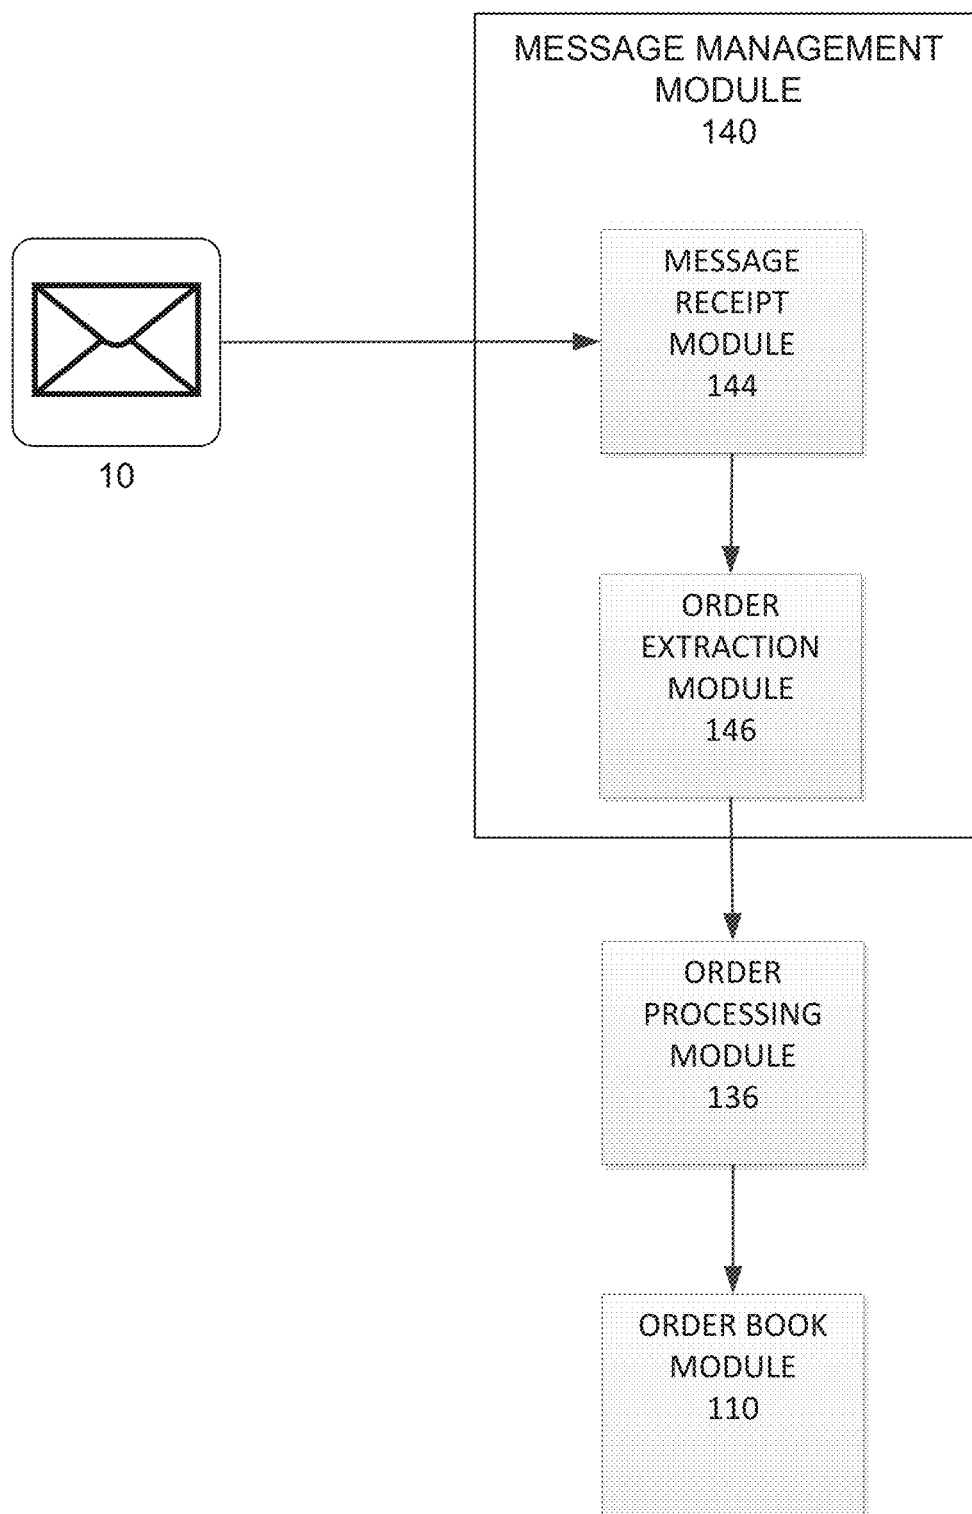 MESSAGE MANAGEMENT
MODULE
140
MESSAGE
RECEIPT
MODULE
144
10
ORDER
EXTRACTION
MODULE
146
ORDER
PROCESSING
MODULE
136
ORDER BOOK
MODULE
110